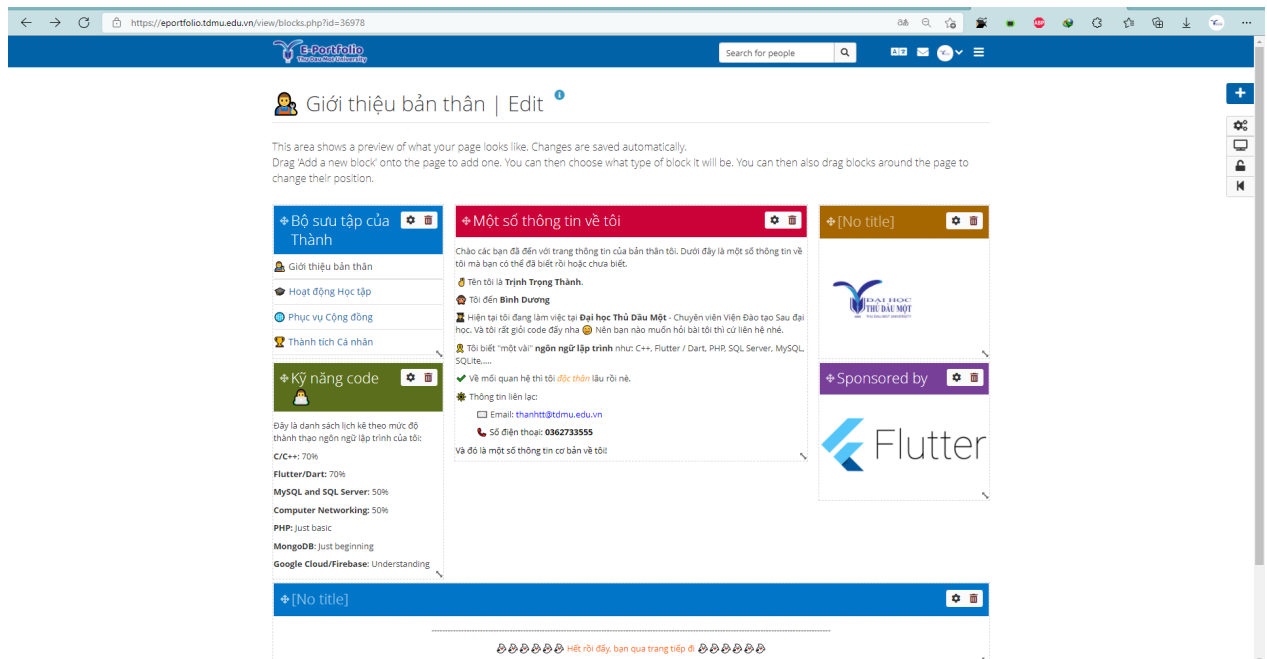 https://eportfolio.tdmu.edu.vn/view/blocks.php?id=36978
E-Portfolio
Thu Dau Mot University
Search for people
Giới thiệu bản thân | Edit
This area shows a preview of what your page looks like. Changes are saved automatically.
Drag 'Add a new block' onto the page to add one. You can then choose what type of block it will be. You can then also drag blocks around the page to
change their position.
Bộ sưu tập của
Thành
Giới thiệu bản thân
Hoạt động Học tập
Phục vụ Cộng đồng
Thành tích Cá nhân
Kỹ năng code
Đây là danh sách lịch kê theo mức độ
thành thạo ngôn ngữ lập trình của tôi:
C/C++: 70%
Flutter/Dart: 70%
MySQL and SQL Server: 50%
Computer Networking: 50%
PHP: Just basic
MongoDB: Just beginning
Google Cloud/Firebase: Understanding
Một số thông tin về tôi
Chào các bạn đã đến với trang thông tin của bản thân tôi. Dưới đây là một số thông tin về
tôi mà bạn có thể đã biết rồi hoặc chưa biết.
Tên tôi là Trịnh Trọng Thành.
Tôi đến Bình Dương
Hiện tại tôi đang làm việc tại Đại học Thủ Dầu Một - Chuyên viên Viện Đào tạo Sau đại
học. Và tôi rất giỏi code đấy nha Nên bạn nào muốn hỏi bài tôi thì cứ liên hệ nhé.
Tôi biết "một vài" ngôn ngữ lập trình như: C++, Flutter / Dart, PHP, SQL Server, MySQL,
SQLite,....
Về mối quan hệ thì tôi độc thân lâu rồi nè.
Thông tin liên lạc:
Email: thanhtt@tdmu.edu.vn
Số điện thoại: 0362733555
Và đó là một số thông tin cơ bản về tôi!
[No title]
ĐẠI HỌC
THỦ DẦU MỘT
Sponsored by
Flutter
[No title]
Hết rồi đấy, bạn qua trang tiếp đi